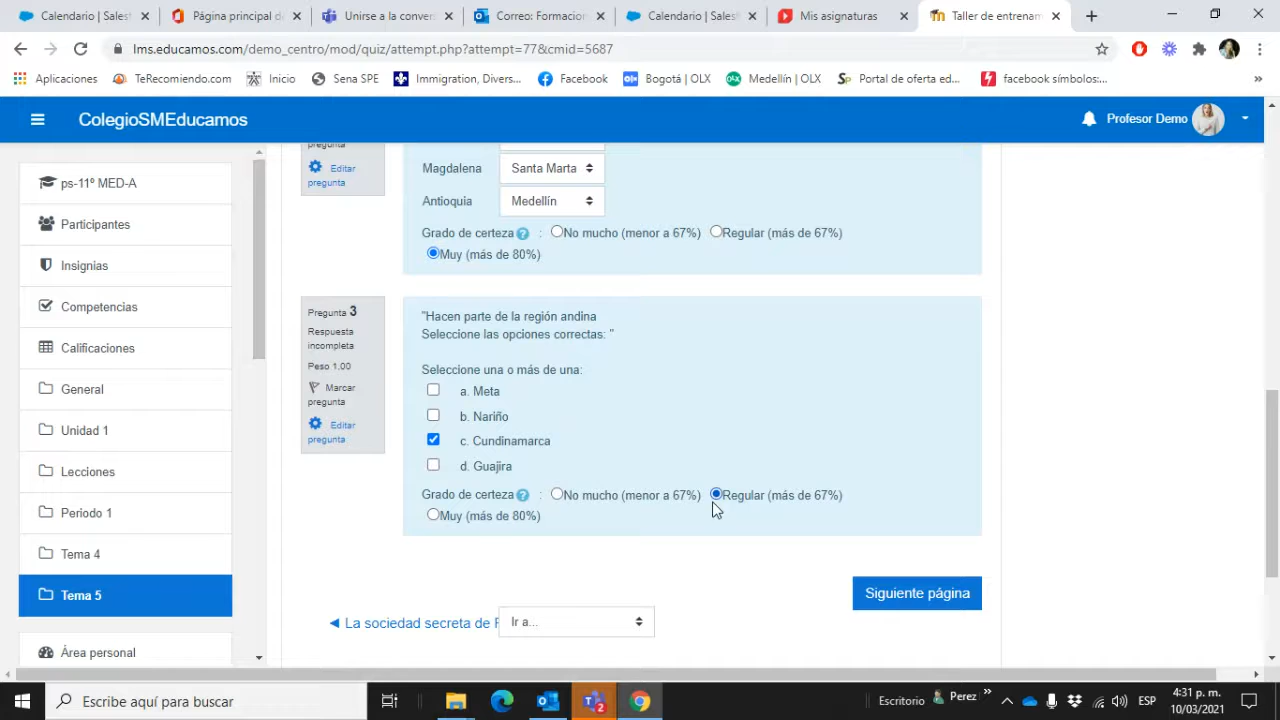 Calendario | Sales
Página principal de
Unirse a la conver
Correo: Formacion
Calendario | Sales
Mis asignaturas
Taller de entrenam
lms.educamos.com/demo_centro/mod/quiz/attempt.php?attempt=77&cmid=5687
Aplicaciones
TeRecomiendo.com
Inicio
Sena SPE
Immigration, Divers...
Facebook
Bogotá | OLX
Medellín | OLX
Portal de oferta ed...
facebook símbolos:...
ColegioSMEducamos
Profesor Demo
ps-11º MED-A
Participantes
Insignias
Competencias
Calificaciones
General
Unidad 1
Lecciones
Periodo 1
Tema 4
Tema 5
Área personal
pregunta
Editar
pregunta
Magdalena Santa Marta
Antioquia Medellín
Grado de certeza ? : No mucho (menor a 67%) Regular (más de 67%)
Muy (más de 80%)
Pregunta 3
Respuesta
incompleta
Peso 1.00
Marcar
pregunta
Editar
pregunta
"Hacen parte de la región andina
Seleccione las opciones correctas: "
Seleccione una o más de una:
a. Meta
b. Nariño
c. Cundinamarca
d. Guajira
Grado de certeza ? : No mucho (menor a 67%) Regular (más de 67%)
Muy (más de 80%)
Siguiente página
◄ La sociedad secreta de F
Ir a...
Escribe aquí para buscar
Escritorio
Perez
ESP
4:31 p. m.
10/03/2021